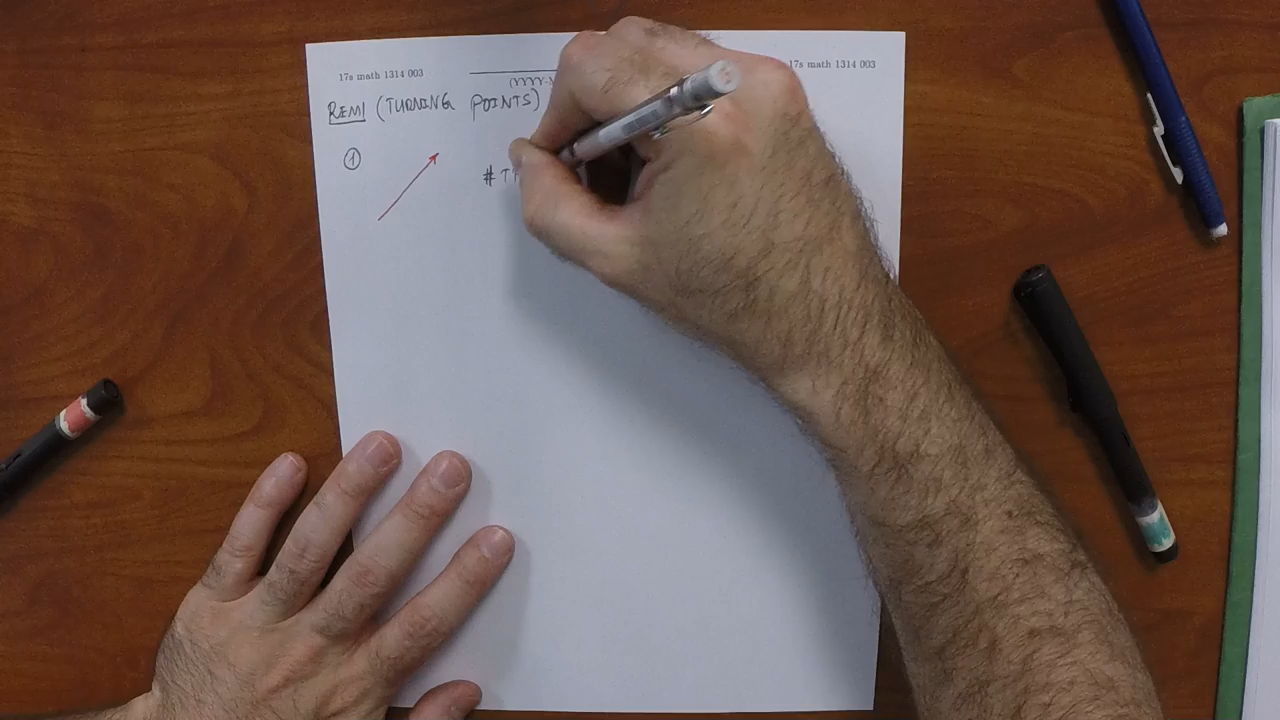 17s math 1314 003
17s math 1314 003
REM (TURNING POINTS)
①
#